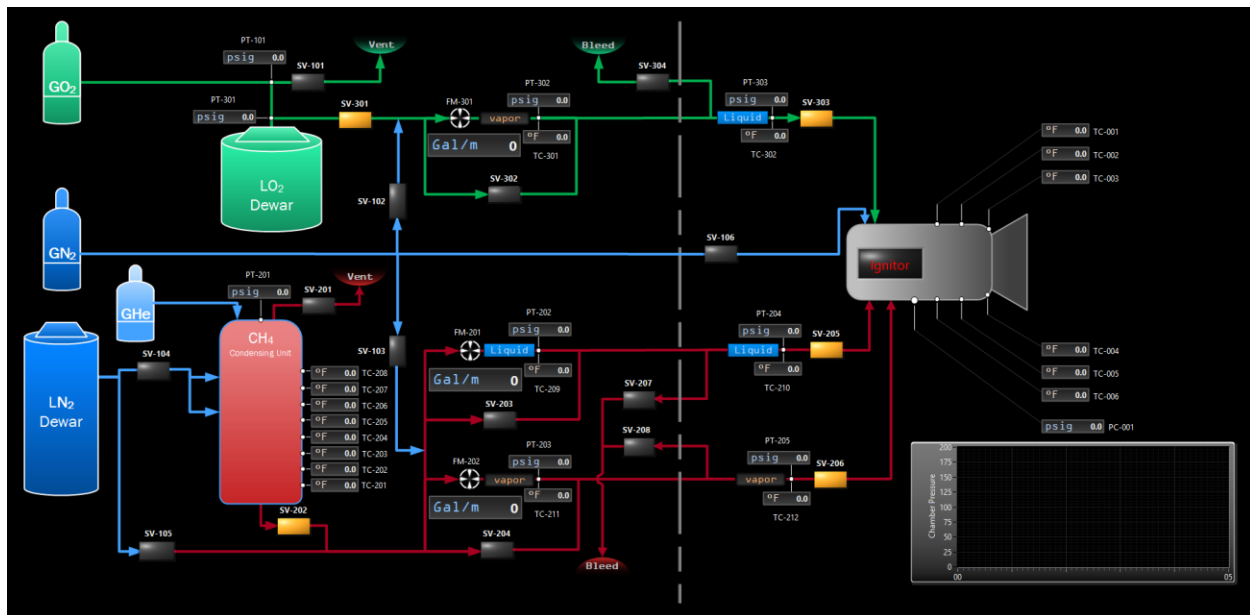 GO₂
PT-101
psig 0.0
SV-101
Vent
PT-301
psig 0.0
SV-301
LO₂
Dewar
FM-301
vapor
PT-302
psig 0.0
°F 0.0
TC-301
Gal/m 0
SV-302
Bleed
SV-304
PT-303
psig 0.0
Liquid
°F 0.0
TC-302
SV-303
°F 0.0 TC-001
°F 0.0 TC-002
°F 0.0 TC-003
SV-102
GN₂
SV-106
Ignitor
GHe
PT-201
psig 0.0
SV-201
Vent
CH₄
Condensing Unit
SV-103
SV-104
LN₂
Dewar
°F 0.0 TC-208
°F 0.0 TC-207
°F 0.0 TC-206
°F 0.0 TC-205
°F 0.0 TC-204
°F 0.0 TC-203
°F 0.0 TC-202
°F 0.0 TC-201
SV-202
SV-105
FM-201
Liquid
PT-202
psig 0.0
°F 0.0
TC-209
Gal/m 0
SV-203
FM-202
vapor
PT-203
psig 0.0
°F 0.0
TC-211
Gal/m 0
SV-204
SV-207
SV-208
Bleed
PT-204
psig 0.0
Liquid
°F 0.0
TC-210
SV-205
PT-205
psig 0.0
vapor
°F 0.0
TC-212
SV-206
°F 0.0 TC-004
°F 0.0 TC-005
°F 0.0 TC-006
psig 0.0 PC-001
Chamber Pressure
200
175
150
125
100
75
50
25
0
00 05